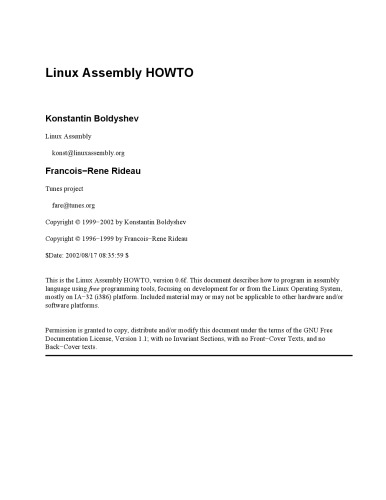 Linux Assembly HOWTO
Konstantin Boldyshev
Linux Assembly
konst@linuxassembly.org
Francois−Rene Rideau
Tunes project
fare@tunes.org
Copyright © 1999−2002 by Konstantin Boldyshev
Copyright © 1996−1999 by Francois−Rene Rideau
$Date: 2002/08/17 08:35:59 $
This is the Linux Assembly HOWTO, version 0.6f. This document describes how to program in assembly
language using free programming tools, focusing on development for or from the Linux Operating System,
mostly on IA−32 (i386) platform. Included material may or may not be applicable to other hardware and/or
software platforms.
Permission is granted to copy, distribute and/or modify this document under the terms of the GNU Free
Documentation License, Version 1.1; with no Invariant Sections, with no Front−Cover Texts, and no
Back−Cover texts.